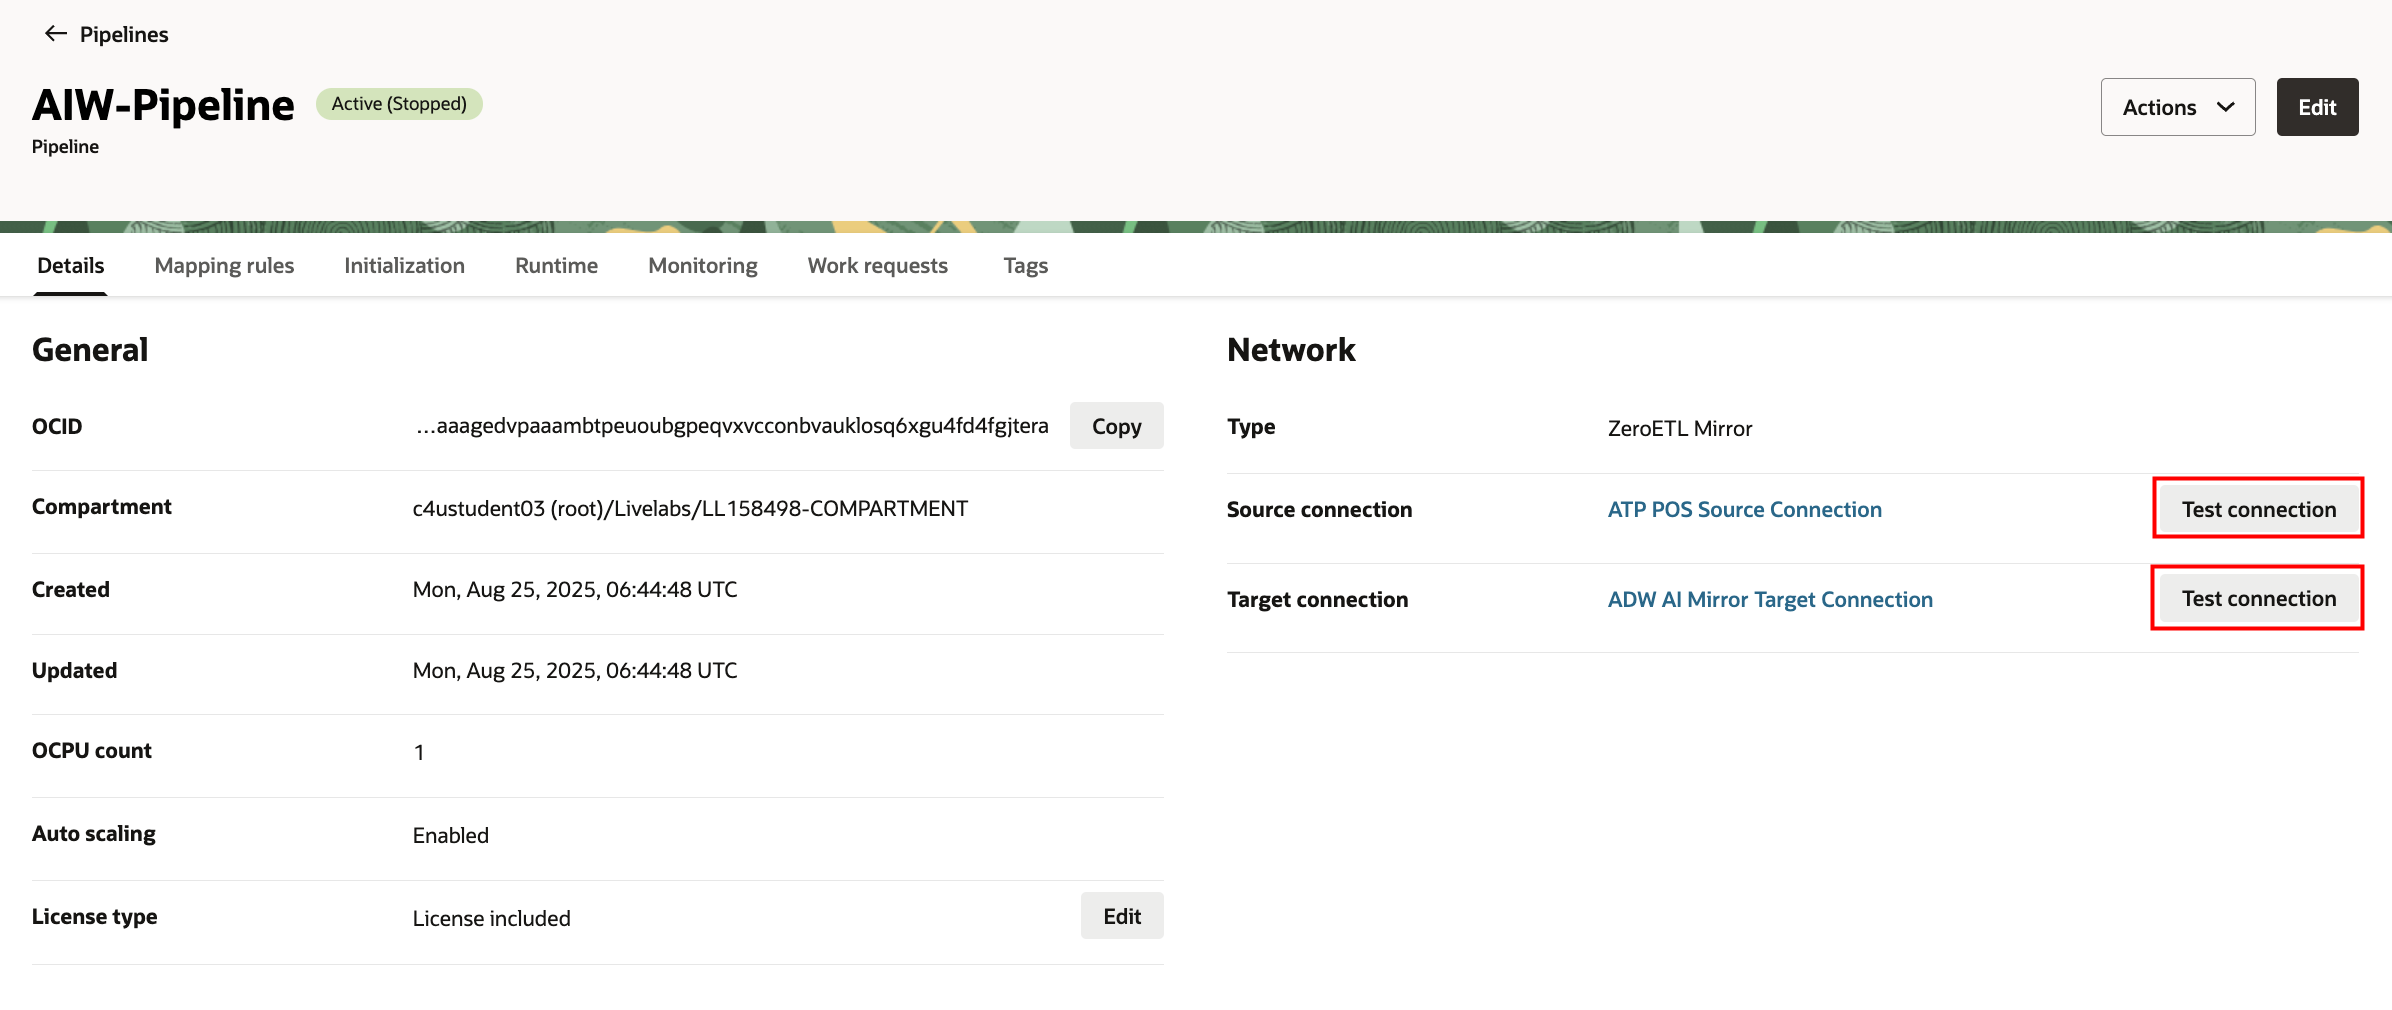 Pipelines
AIW-Pipeline
Active (Stopped)
Pipeline
Actions
Edit
Details
Mapping rules
Initialization
Runtime
Monitoring
Work requests
Tags
General
OCID
...aaagedvpaaambtpeuoubgpeqvxvcconbvauklosq6xgu4fd4fgjtera
Copy
Compartment
c4ustudent03 (root)/Livelabs/LL158498-COMPARTMENT
Created
Mon, Aug 25, 2025, 06:44:48 UTC
Updated
Mon, Aug 25, 2025, 06:44:48 UTC
OCPU count
1
Auto scaling
Enabled
License type
License included
Edit
Network
Type
ZeroETL Mirror
Source connection
ATP POS Source Connection
Test connection
Target connection
ADW AI Mirror Target Connection
Test connection